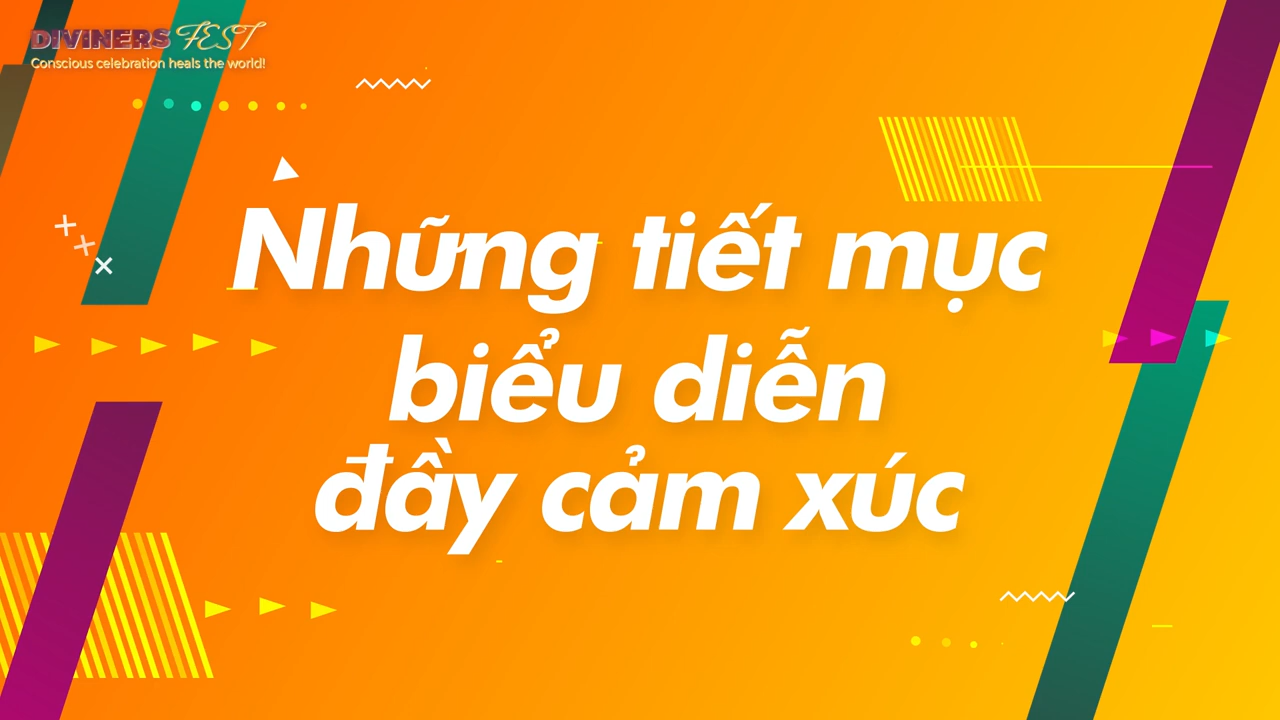 DIVINERS FEST
Conscious celebration heals the world!
Những tiết mục
biểu diễn
đầy cảm xúc